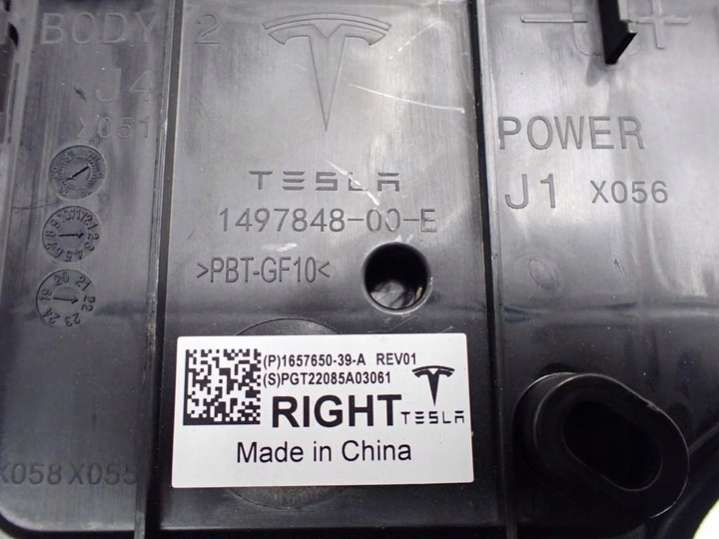 BODY 2
J4
X051
TESLA
1497848-00-E
>PBT-GF10<
POWER
J1 X056
(P)1657650-39-A REV01
(S)PGT22085A03061
RIGHT TESLA
Made in China
X058 X055